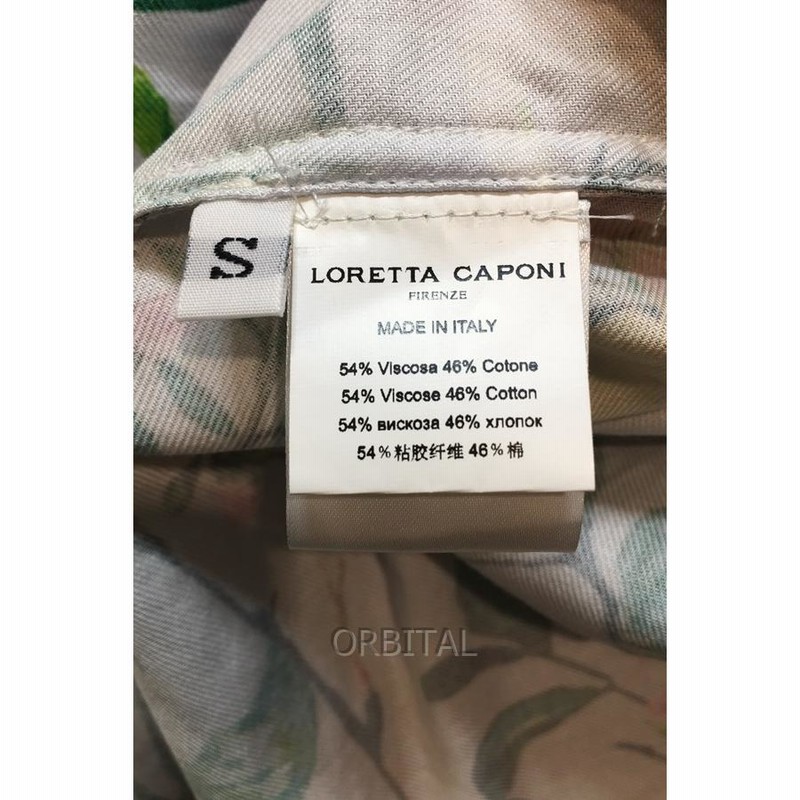 S
LORETTA CAPONI
FIRENZE
MADE IN ITALY
54% Viscosa 46% Cotone
54% Viscose 46% Cotton
54% вискоза 46% хлопок
54%粘胶纤维 46%棉
ORBITAL